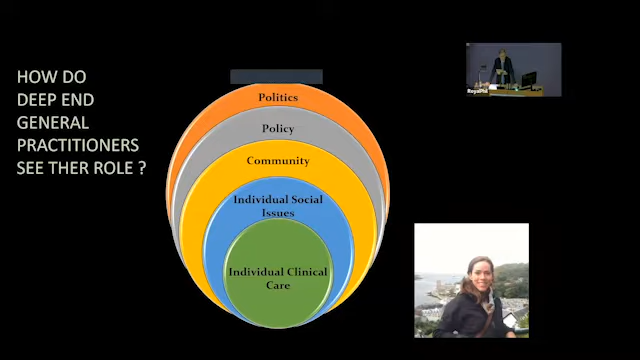 HOW DO
DEEP END
GENERAL
PRACTITIONERS
SEE THER ROLE ?
Politics
Policy
Community
Individual Social
Issues
Individual Clinical
Care